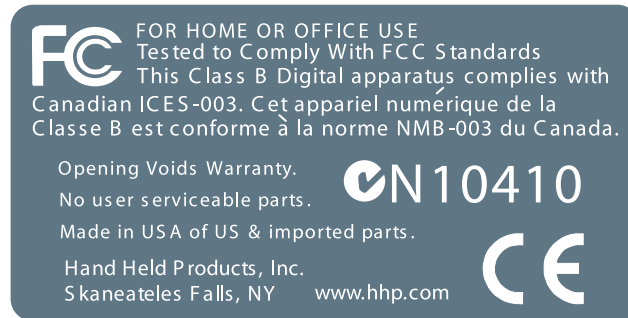 FC FOR HOME OR OFFICE USE
Tested to Comply With FCC Standards
This Class B Digital apparatus complies with
Canadian ICES-003. Cet appariel numérique de la
Classe B est conforme à la norme NMB-003 du Canada.
Opening Voids Warranty.
No user serviceable parts.
Made in USA of US & imported parts.
N10410
Hand Held Products, Inc.
Skaneateles Falls, NY www.hhp.com
CE